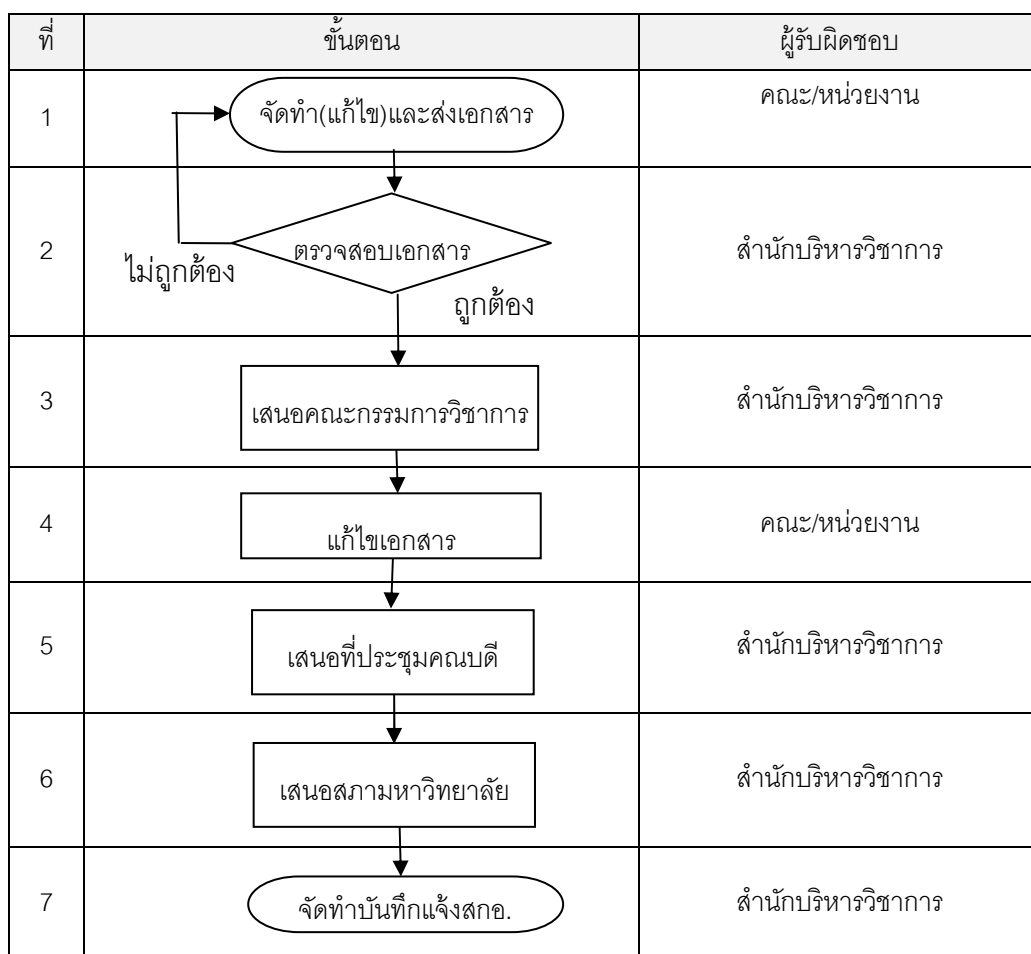 ที่ ขั้นตอน ผู้รับผิดชอบ
1 จัดทำ(แก้ไข)และส่งเอกสาร คณะ/หน่วยงาน
2 ตรวจสอบเอกสาร สำนักบริหารวิชาการ
ไม่ถูกต้อง
ถูกต้อง
3 เสนอคณะกรรมการวิชาการ สำนักบริหารวิชาการ
4 แก้ไขเอกสาร คณะ/หน่วยงาน
5 เสนอที่ประชุมคณบดี สำนักบริหารวิชาการ
6 เสนอสภามหาวิทยาลัย สำนักบริหารวิชาการ
7 จัดทำบันทึกแจ้งสกอ. สำนักบริหารวิชาการ